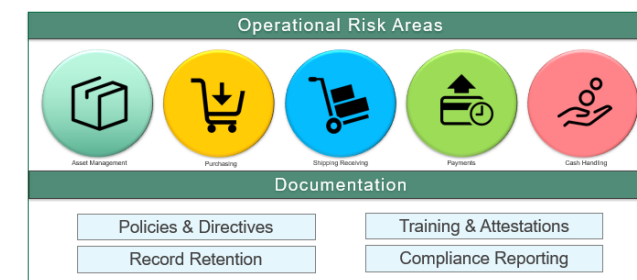 Operational Risk Areas
Asset Management
Purchasing
Shipping Receiving
Payments
Cash Handling
Documentation
Policies & Directives
Training & Attestations
Record Retention
Compliance Reporting